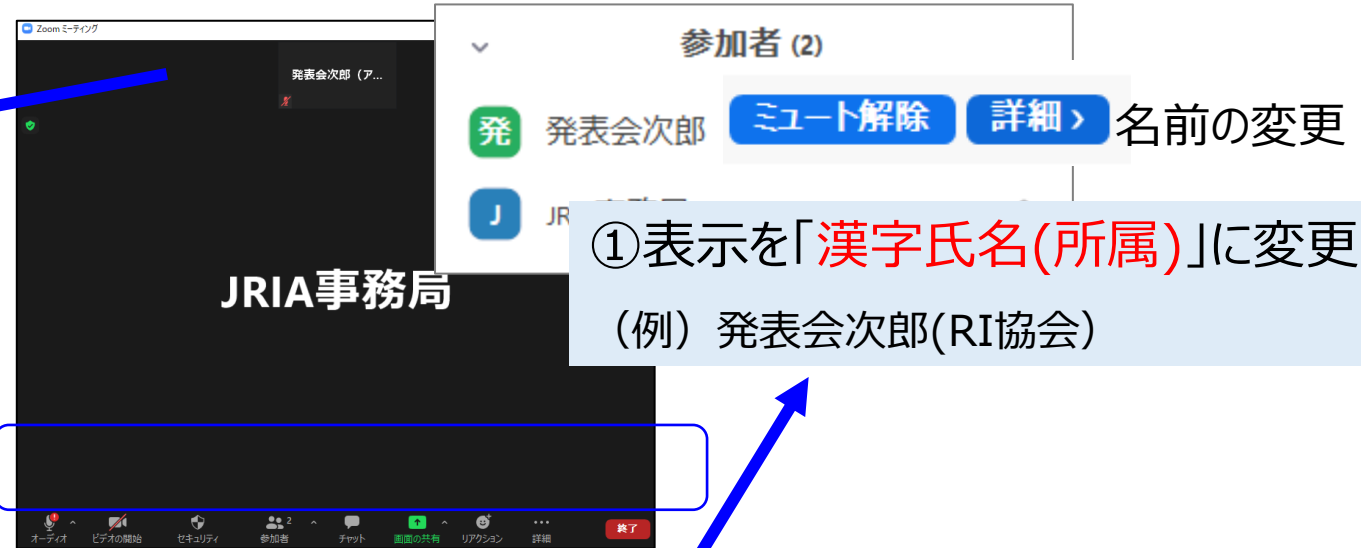 Zoom ミーティング
発表会次郎（ア...
JRIA事務局
オーディオ
ビデオの開始
セキュリティ
参加者
2
チャット
画面の共有
リアクション
詳細
終了
参加者 (2)
発 発表会次郎 ミュート解除 詳細 › 名前の変更
J JR
①表示を「漢字氏名(所属)」に変更
（例）発表会次郎(RI協会）